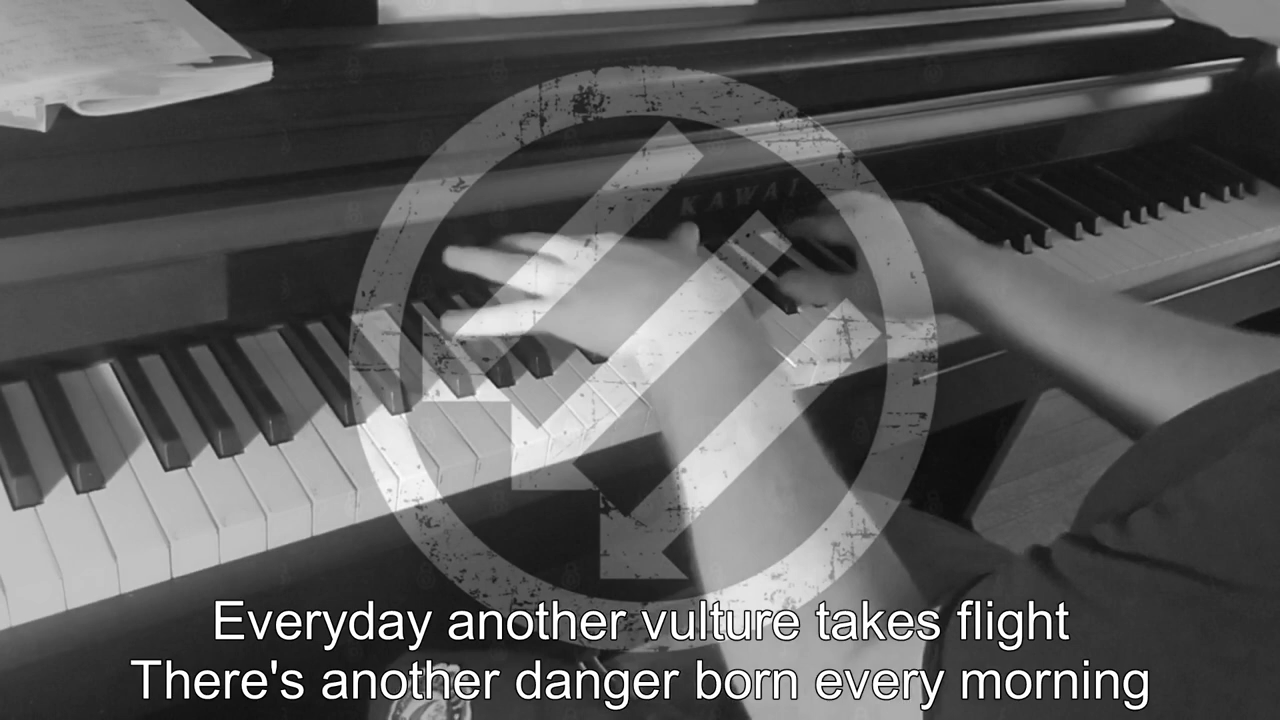 KAWAI
Everyday another vulture takes flight
There's another danger born every morning